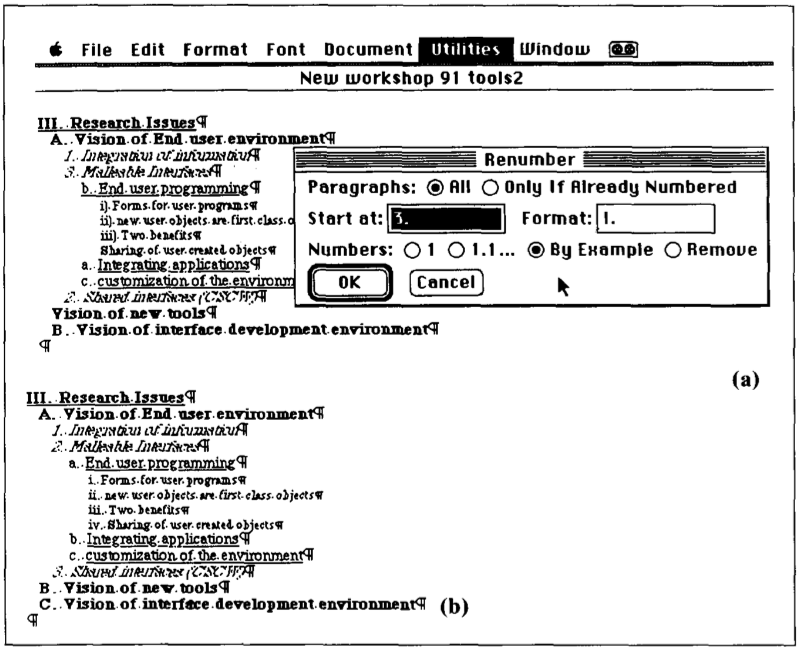 File Edit Format Font Document Utilities Window
New workshop 91 tools2
III. Research Issues¶
A. Vision of End user environment¶
1. Integration of information¶
3. Malleable Interfaces¶
b. End user programming¶
i). Forms for user programs¶
ii). new user objects are first class o
iii). Two benefits¶
Sharing of user created objects¶
a. Integrating applications¶
c. customization of the environm
2. Shared interfaces (CSCW)¶
Vision of new tools¶
B. Vision of interface development environment¶
¶
Renumber
Paragraphs: All Only If Already Numbered
Start at: 3. Format: 1.
Numbers: 1 1.1... By Example Remove
OK Cancel
(a)
III. Research Issues¶
A. Vision of End user environment¶
1. Integration of information¶
2. Malleable Interfaces¶
a. End user programming¶
i. Forms for user programs¶
ii. new user objects are first class objects¶
iii. Two benefits¶
iv. Sharing of user created objects¶
b. Integrating applications¶
c. customization of the environment¶
3. Shared interfaces (CSCW)¶
B. Vision of new tools¶
C. Vision of interface development environment¶ (b)
¶